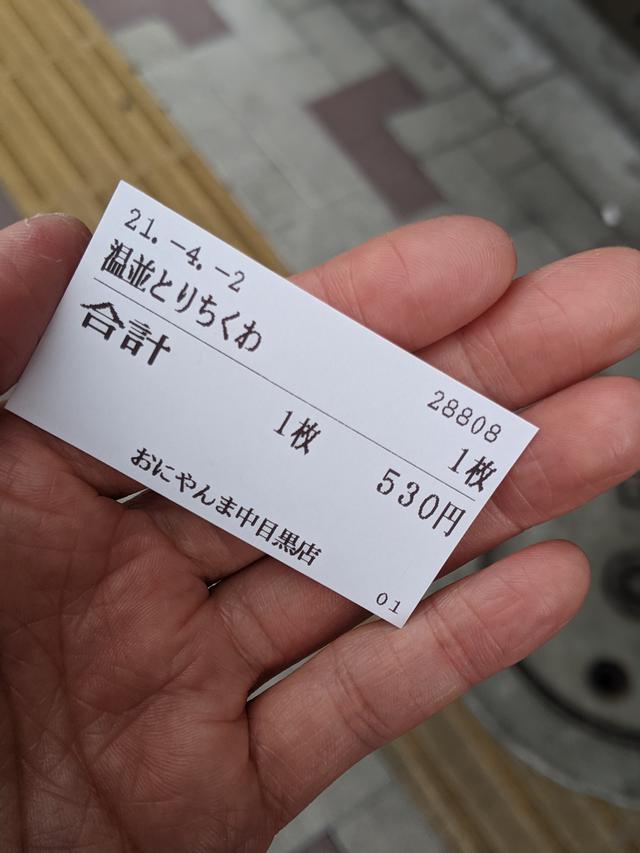 21.-4.-2 28808
温並とりちくわ 1枚
合計 1枚 530円
おにやんま中目黒店
01